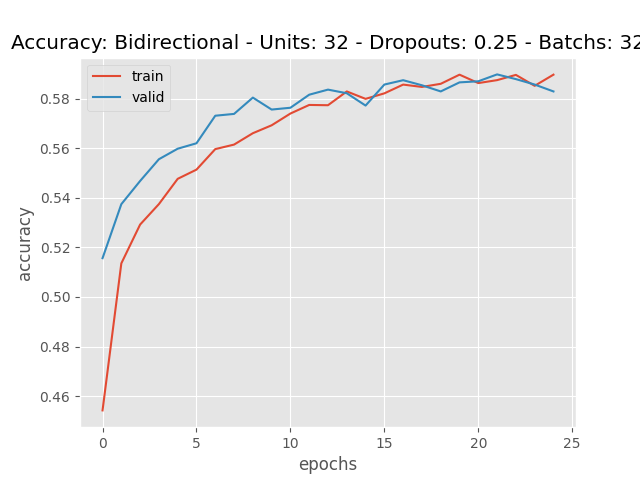 Accuracy: Bidirectional - Units: 32 - Dropouts: 0.25 - Batchs: 32
train
valid
0.58
0.56
0.54
0.52
0.50
0.48
0.46
accuracy
0 5 10 15 20 25
epochs